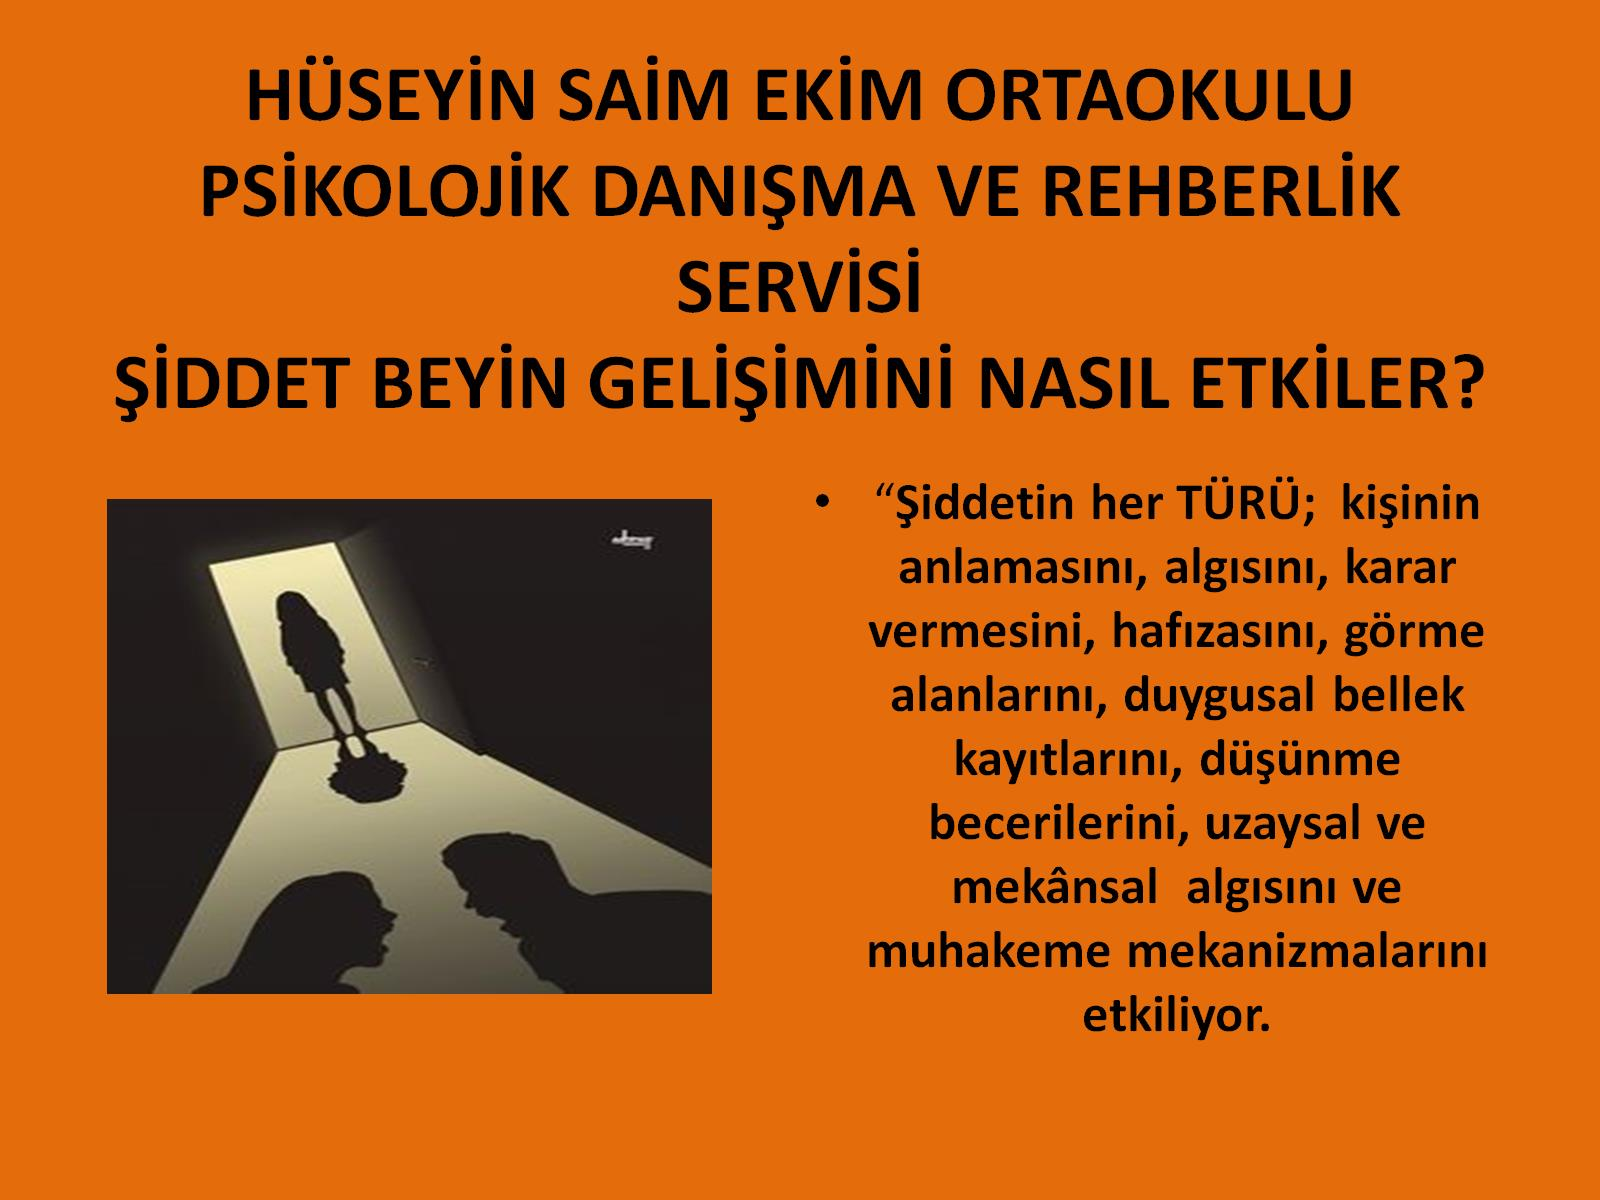 HÜSEYİN SAİM EKİM ORTAOKULU
PSİKOLOJİK DANIŞMA VE REHBERLİK
SERVİSİ
ŞİDDET BEYİN GELİŞİMİNİ NASIL ETKİLER?
• “Şiddetin her TÜRÜ;  kişinin
anlamasını, algısını, karar
vermesini, hafızasını, görme
alanlarını, duygusal bellek
kayıtlarını, düşünme
becerilerini, uzaysal ve
mekânsal  algısını ve
muhakeme mekanizmalarını
etkiliyor.